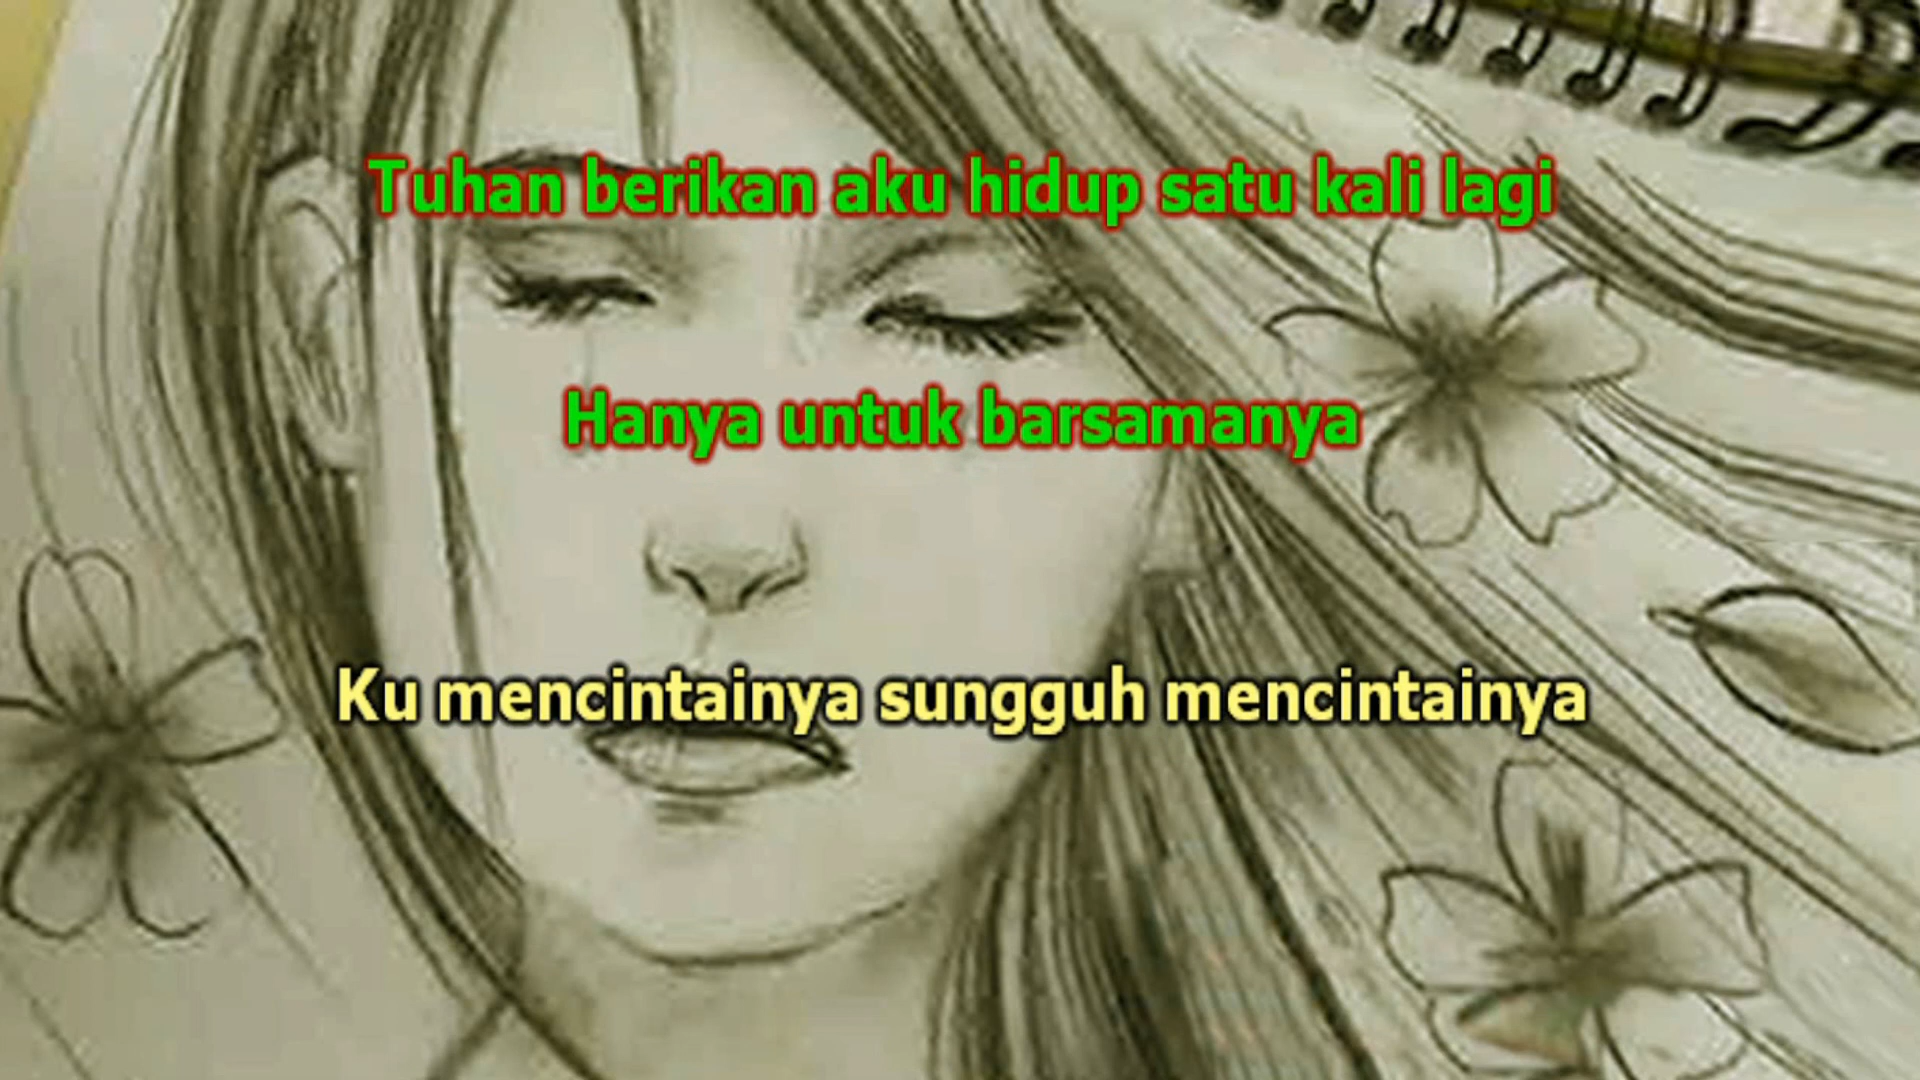 Tuhan berikan aku hidup satu kali lagi
Hanya untuk barsamanya
Ku mencintainya sungguh mencintainya